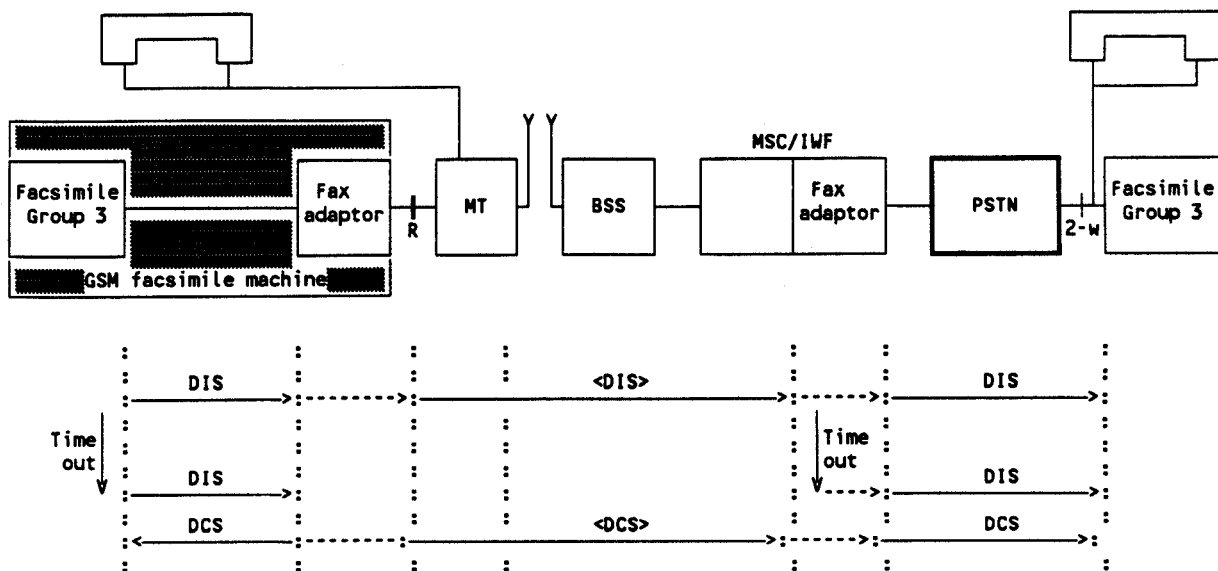 MSC/IWF
Facsimile
Group 3
Fax
adaptor
R
MT
BSS
Fax
adaptor
PSTN
2-w
Facsimile
Group 3
GSM facsimile machine
DIS
<DIS>
DIS
Time
out
Time
out
DIS
DIS
DCS
<DCS>
DCS